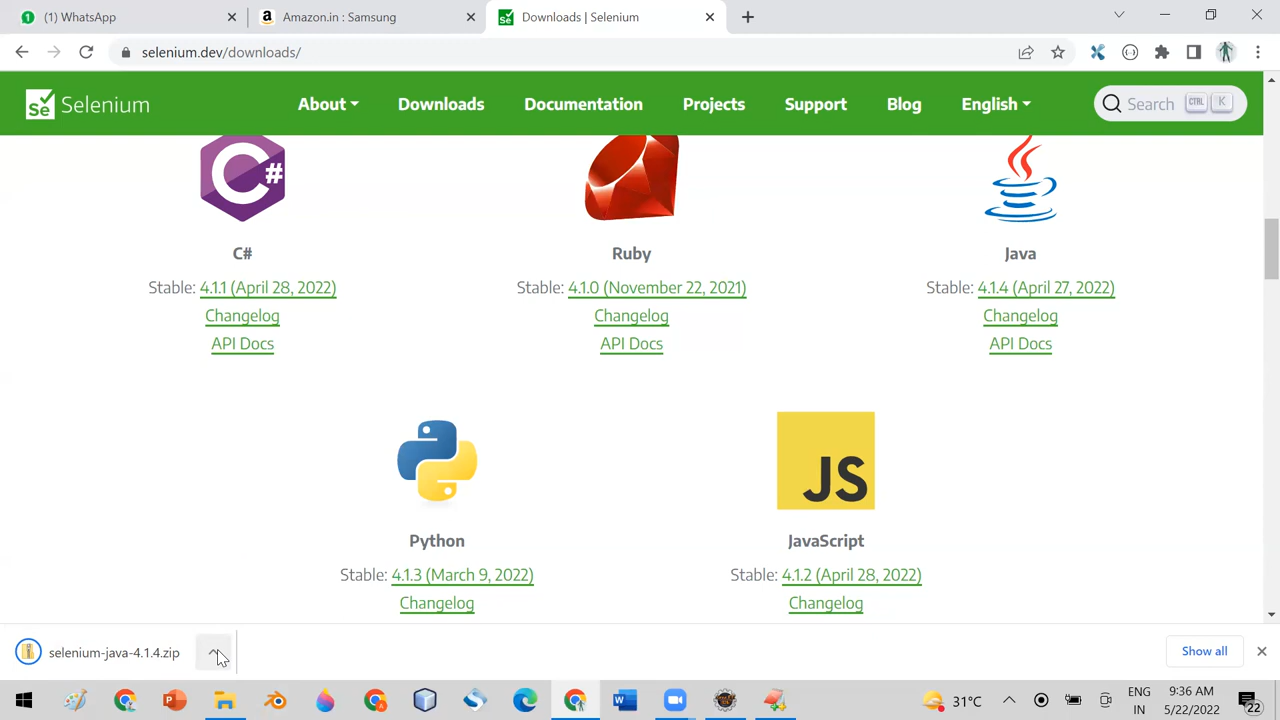 (1) WhatsApp
Amazon.in : Samsung
Downloads | Selenium
selenium.dev/downloads/
Selenium
About
Downloads
Documentation
Projects
Support
Blog
English
Search
CTRL
K
C#
Ruby
Java
Stable: 4.1.1 (April 28, 2022)
Stable: 4.1.0 (November 22, 2021)
Stable: 4.1.4 (April 27, 2022)
Changelog
Changelog
Changelog
API Docs
API Docs
API Docs
JS
Python
JavaScript
Stable: 4.1.3 (March 9, 2022)
Stable: 4.1.2 (April 28, 2022)
Changelog
Changelog
selenium-java-4.1.4.zip
Show all
31°C
ENG
IN
9:36 AM
5/22/2022
22